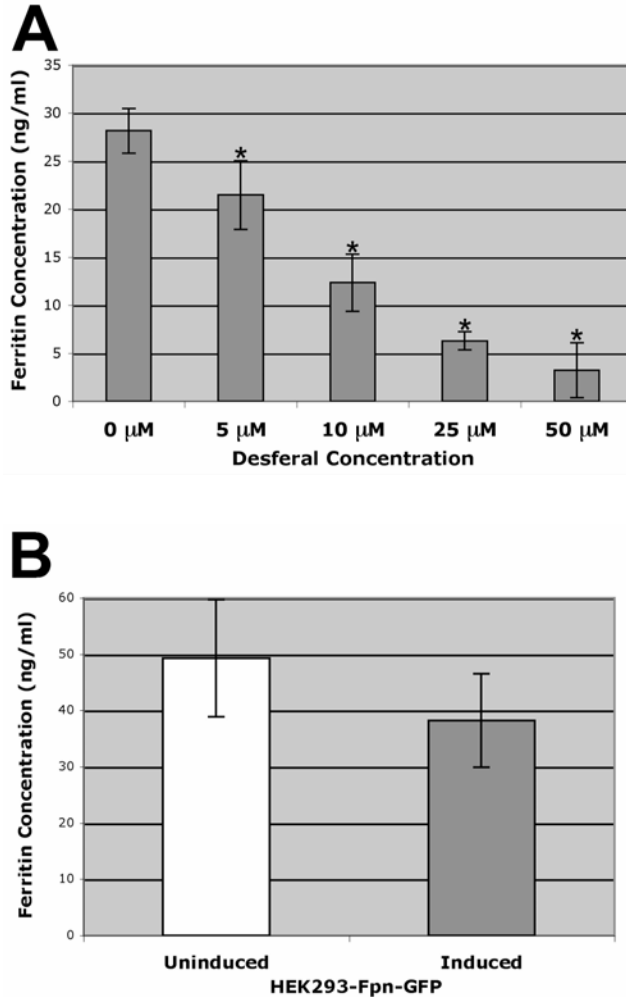 A
Ferritin Concentration (ng/ml)
35
30
25
20
15
10
5
0
*
*
*
*
0 μM 5 μM 10 μM 25 μM 50 μM
Desferal Concentration
B
Ferritin Concentration (ng/ml)
60
50
40
30
20
10
0
Uninduced Induced
HEK293-Fpn-GFP